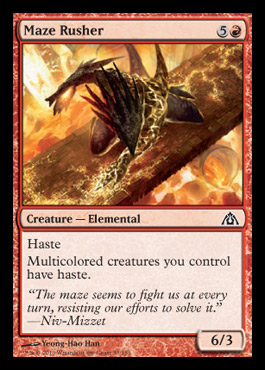 Maze Rusher 5
Creature — Elemental
Haste
Multicolored creatures you control
have haste.
“The maze seems to fight us at every
turn, resisting our efforts to solve it.”
—Niv-Mizzet
6/3
Yeong-Hao Han